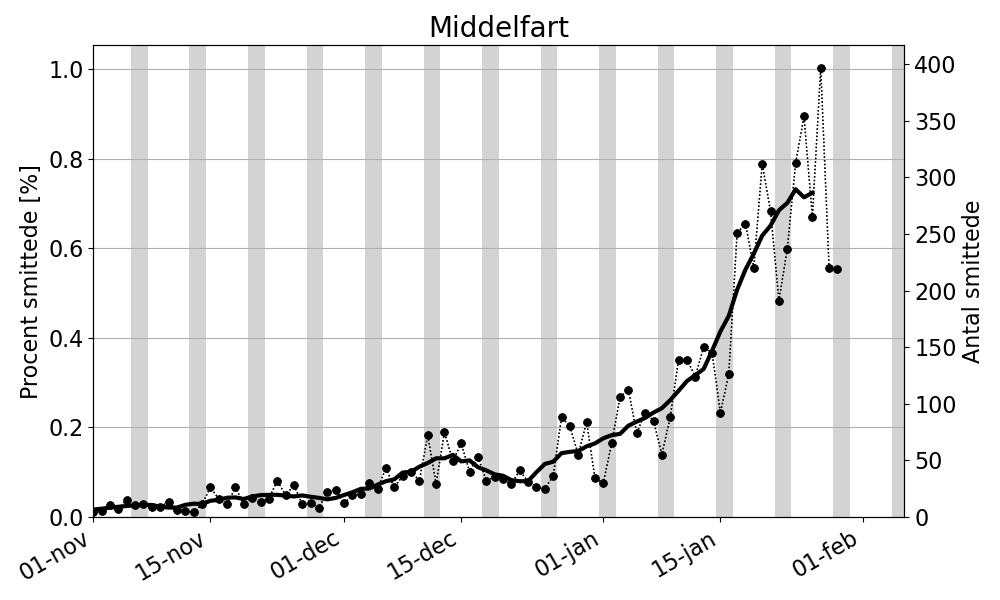 Middelfart
Procent smittede [%]
1.0
0.8
0.6
0.4
0.2
0.0
400
350
300
250
200
150
100
50
0
Antal smittede
01-nov
15-nov
01-dec
15-dec
01-jan
15-jan
01-feb